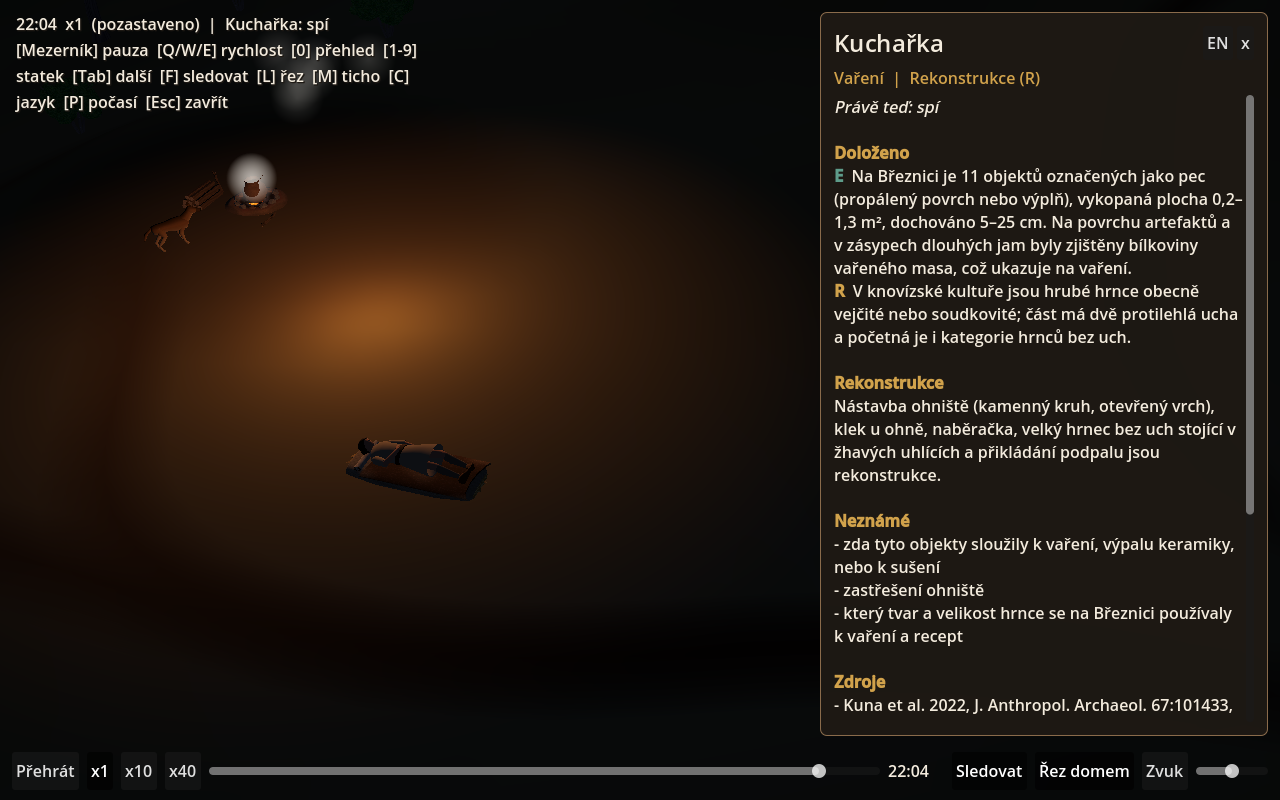 22:04  x1  (pozastaveno)  |  Kuchařka: spí
[Mezerník] pauza  [Q/W/E] rychlost  [0] přehled  [1-9]
statek  [Tab] další  [F] sledovat  [L] řez  [M] ticho  [C]
jazyk  [P] počasí  [Esc] zavřít
Kuchařka
EN  x
Vaření  |  Rekonstrukce (R)
Právě teď: spí
Doloženo
E  Na Březnici je 11 objektů označených jako pec
(propálený povrch nebo výplň), vykopaná plocha 0,2–
1,3 m², dochováno 5–25 cm. Na povrchu artefaktů a
v zásypech dlouhých jam byly zjištěny bílkoviny
vařeného masa, což ukazuje na vaření.
R  V knovízské kultuře jsou hrubé hrnce obecně
vejčité nebo soudkovité; část má dvě protilehlá ucha
a početná je i kategorie hrnců bez uch.
Rekonstrukce
Nástavba ohniště (kamenný kruh, otevřený vrch),
klek u ohně, naběračka, velký hrnec bez uch stojící v
žhavých uhlících a přikládání podpalu jsou
rekonstrukce.
Neznámé
- zda tyto objekty sloužily k vaření, výpalu keramiky,
nebo k sušení
- zastřešení ohniště
- který tvar a velikost hrnce se na Březnici používaly
k vaření a recept
Zdroje
- Kuna et al. 2022, J. Anthropol. Archaeol. 67:101433,
Přehrát  x1  x10  x40  22:04  Sledovat  Řez domem  Zvuk